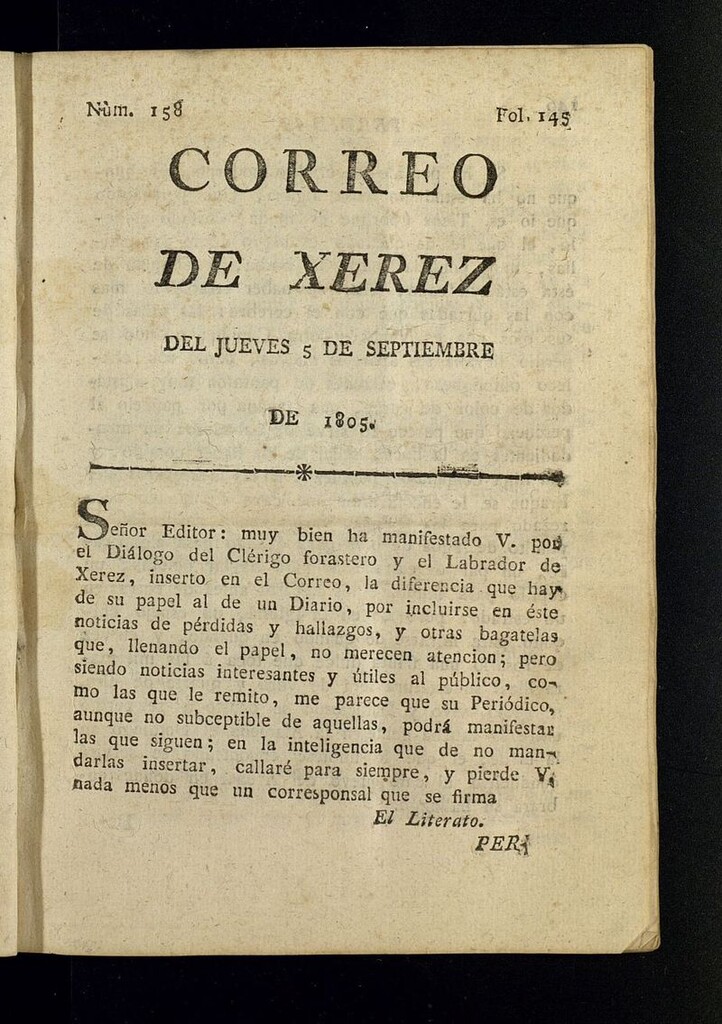 Nùm. 158
Fol. 145
CORREO
DE XEREZ
DEL JUEVES 5 DE SEPTIEMBRE
DE 1805.
Señor Editor: muy bien ha manifestado V. por
el Diálogo del Clérigo forastero y el Labrador de
Xerez, inserto en el Correo, la diferencia que hay
de su papel al de un Diario, por incluirse en éste
noticias de pérdidas y hallazgos, y otras bagatelas
que, llenando el papel, no merecen atencion; pero
siendo noticias interesantes y útiles al público, co-
mo las que le remito, me parece que su Periódico,
aunque no subceptible de aquellas, podrá manifestar
las que siguen; en la inteligencia que de no man-
darlas insertar, callaré para siempre, y pierde V.
nada menos que un corresponsal que se firma
El Literato.
PER-